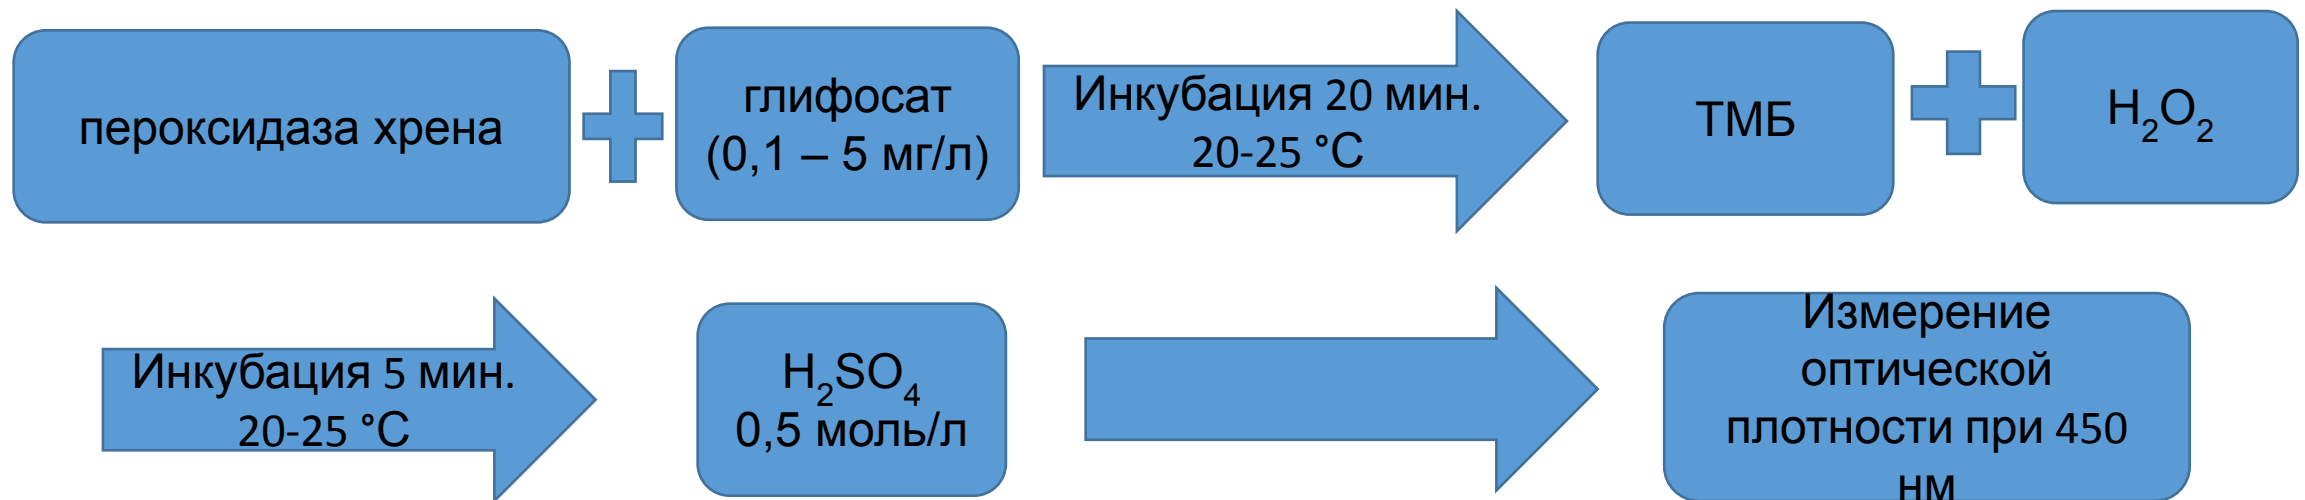 пероксидаза хрена
глифосат
(0,1 – 5 мг/л)
Инкубация 20 мин.
20-25 °С
ТМБ
H₂O₂
Инкубация 5 мин.
20-25 °С
H₂SO₄
0,5 моль/л
Измерение
оптической
плотности при 450
нм